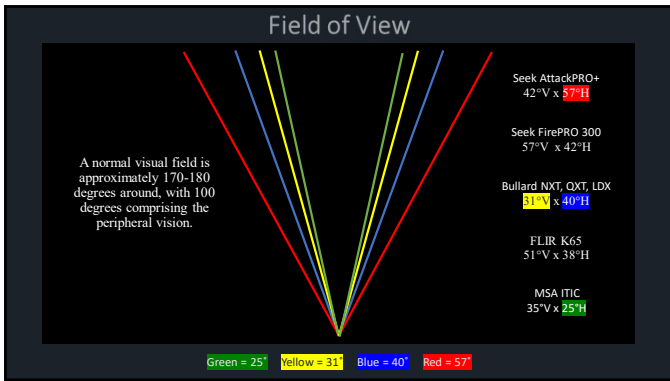 Field of View
A normal visual field is
approximately 170-180
degrees around, with 100
degrees comprising the
peripheral vision.
Seek AttackPRO+
42°V x 57°H
Seek FirePRO 300
57°V x 42°H
Bullard NXT, QXT, LDX
31°V x 40°H
FLIR K65
51°V x 38°H
MSA ITIC
35°V x 25°H
Green = 25° Yellow = 31° Blue = 40° Red = 57°